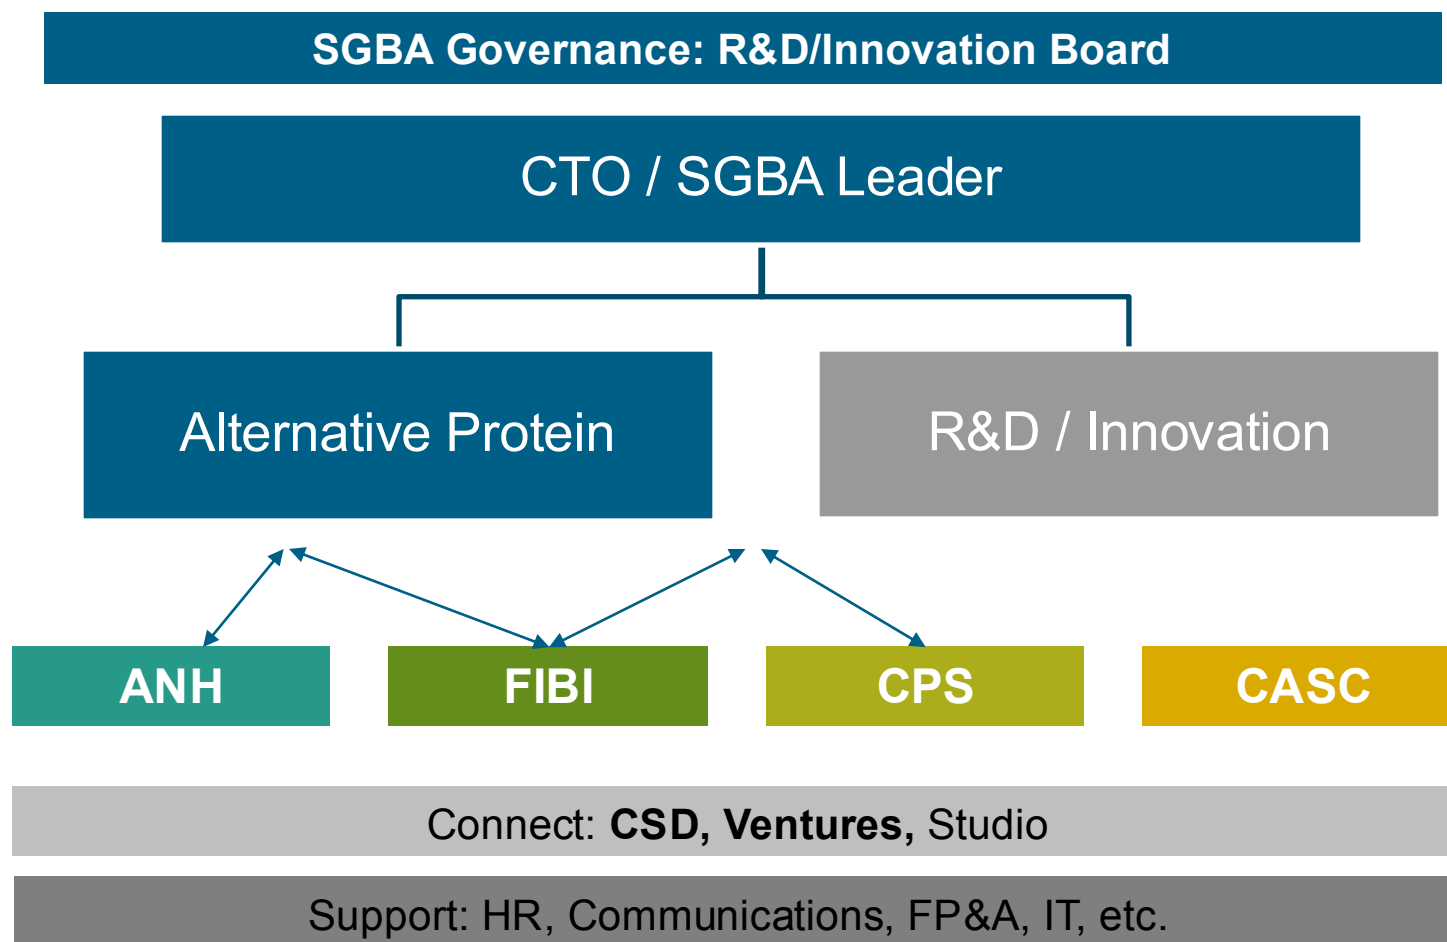 SGBA Governance: R&D/Innovation Board
CTO / SGBA Leader
Alternative Protein
R&D / Innovation
ANH
FIBI
CPS
CASC
Connect: CSD, Ventures, Studio
Support: HR, Communications, FP&A, IT, etc.